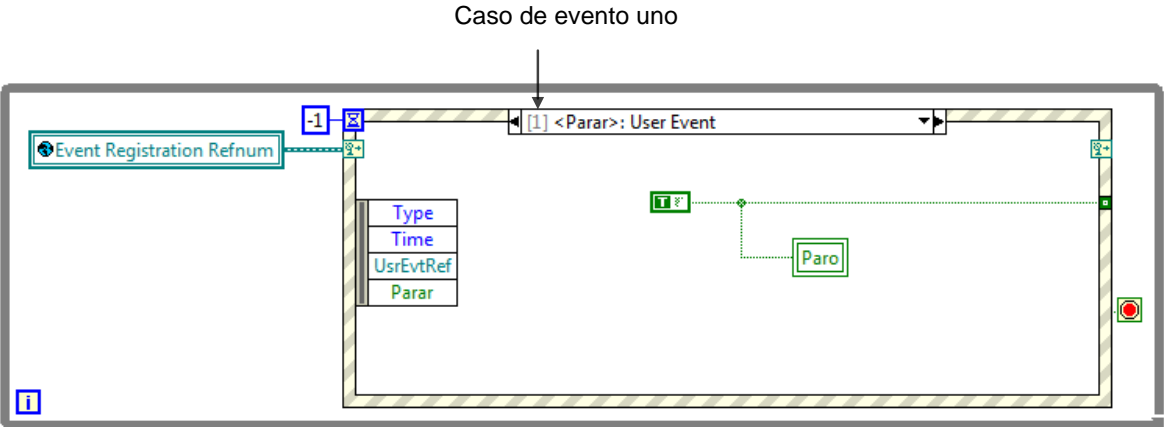 Caso de evento uno
-1
[1] <Parar>: User Event
Event Registration Refnum
T F
Type
Time
UsrEvtRef
Parar
Paro
i